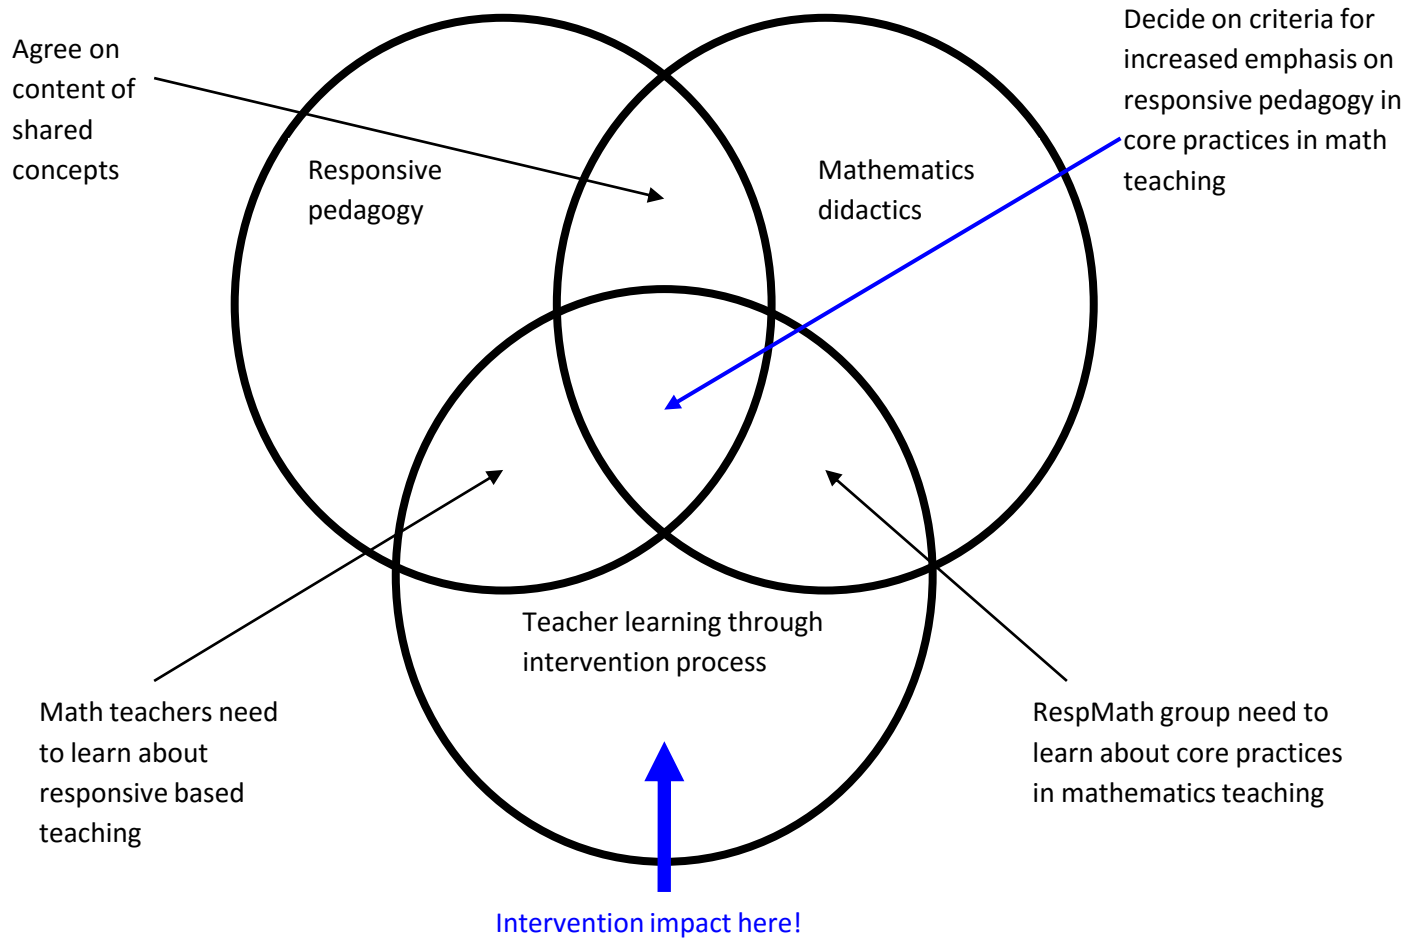 Agree on
content of
shared
concepts
Decide on criteria for
increased emphasis on
responsive pedagogy in
core practices in math
teaching
Responsive
pedagogy
Mathematics
didactics
Teacher learning through
intervention process
Math teachers need
to learn about
responsive based
teaching
RespMath group need to
learn about core practices
in mathematics teaching
Intervention impact here!